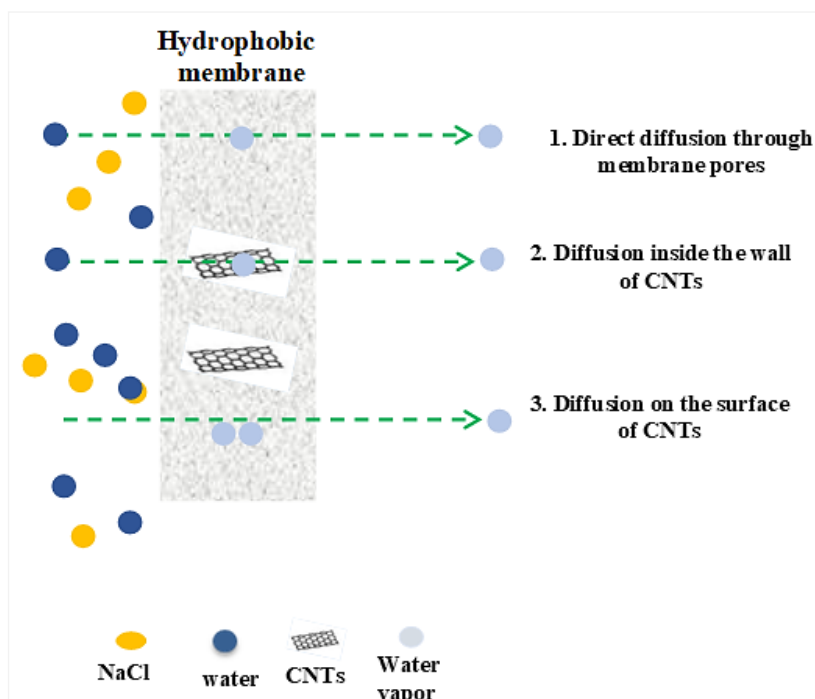 Hydrophobic
membrane
1. Direct diffusion through
membrane pores
2. Diffusion inside the wall
of CNTs
3. Diffusion on the surface
of CNTs
NaCl
water
CNTs
Water
vapor